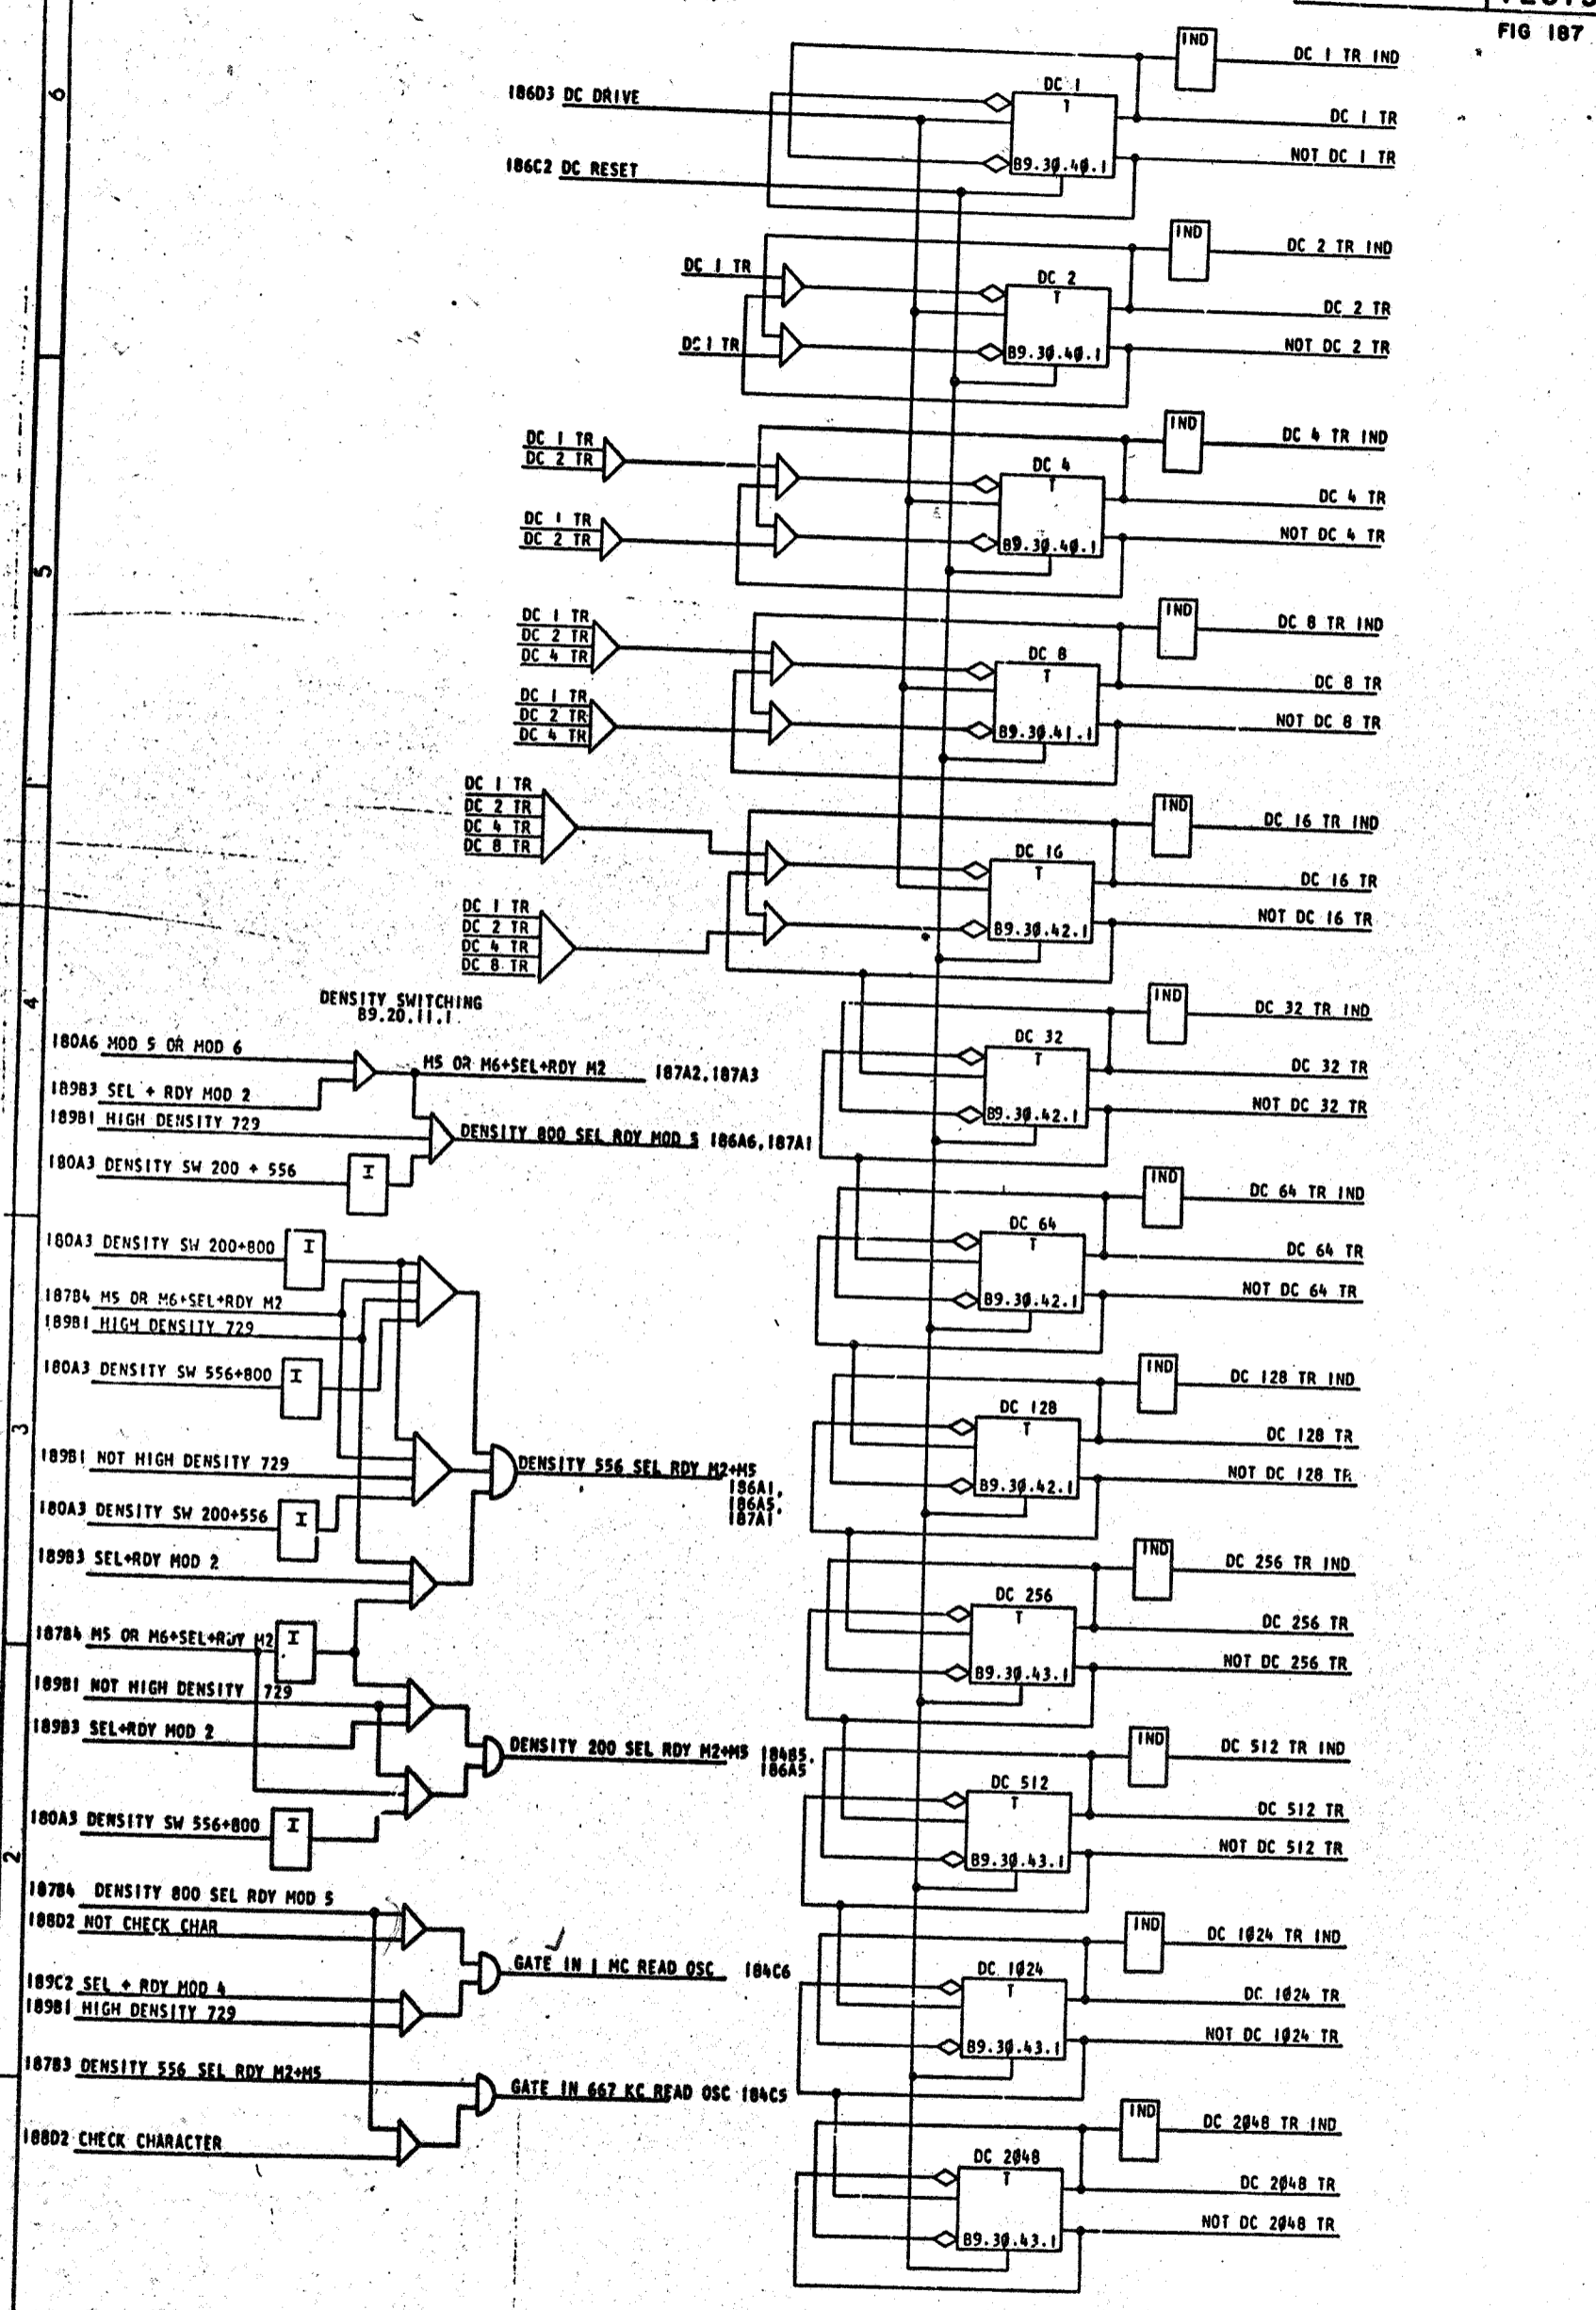 FIG 187
6
IND
DC 1 TR IND
186D3 DC DRIVE
DC 1
T
DC 1 TR
B9.30.40.1
NOT DC 1 TR
186C2 DC RESET
IND
DC 2 TR IND
DC 1 TR
DC 2
T
DC 2 TR
DC 1 TR
B9.30.40.1
NOT DC 2 TR
IND
DC 4 TR IND
DC 1 TR
DC 2 TR
DC 4
T
DC 4 TR
DC 1 TR
DC 2 TR
B9.30.40.1
NOT DC 4 TR
5
IND
DC 8 TR IND
DC 1 TR
DC 2 TR
DC 4 TR
DC 8
T
DC 8 TR
DC 1 TR
DC 2 TR
DC 4 TR
B9.30.41.1
NOT DC 8 TR
IND
DC 16 TR IND
DC 1 TR
DC 2 TR
DC 4 TR
DC 8 TR
DC 16
T
DC 16 TR
DC 1 TR
DC 2 TR
DC 4 TR
DC 8 TR
B9.30.42.1
NOT DC 16 TR
4
DENSITY SWITCHING
B9.20.11.1
IND
DC 32 TR IND
180A6 MOD 5 OR MOD 6
M5 OR M6+SEL+RDY M2 187A2,187A3
DC 32
T
DC 32 TR
189B3 SEL + RDY MOD 2
B9.30.42.1
NOT DC 32 TR
189B1 HIGH DENSITY 729
DENSITY 800 SEL RDY MOD 5 186A6,187A1
180A3 DENSITY SW 200 + 556
I
IND
DC 64 TR IND
180A3 DENSITY SW 200+800
I
DC 64
T
DC 64 TR
187B4 M5 OR M6+SEL+RDY M2
B9.30.42.1
NOT DC 64 TR
189B1 HIGH DENSITY 729
180A3 DENSITY SW 556+800
I
IND
DC 128 TR IND
3
DC 128
T
DC 128 TR
189B1 NOT HIGH DENSITY 729
DENSITY 556 SEL RDY M2+M5
186A1,
186A5,
187A1
B9.30.42.1
NOT DC 128 TR
180A3 DENSITY SW 200+556
I
189B3 SEL+RDY MOD 2
IND
DC 256 TR IND
DC 256
T
DC 256 TR
187B4 M5 OR M6+SEL+RDY M2
I
B9.30.43.1
NOT DC 256 TR
189B1 NOT HIGH DENSITY 729
189B3 SEL+RDY MOD 2
DENSITY 200 SEL RDY M2+M5 184B5,
186A5
IND
DC 512 TR IND
DC 512
T
DC 512 TR
180A3 DENSITY SW 556+800
I
B9.30.43.1
NOT DC 512 TR
2
187B4 DENSITY 800 SEL RDY MOD 5
188D2 NOT CHECK CHAR
IND
DC 1024 TR IND
GATE IN 1 MC READ OSC 184C6
DC 1024
T
DC 1024 TR
189C2 SEL + RDY MOD 4
189B1 HIGH DENSITY 729
B9.30.43.1
NOT DC 1024 TR
187B3 DENSITY 556 SEL RDY M2+M5
GATE IN 667 KC READ OSC 184C5
IND
DC 2048 TR IND
188D2 CHECK CHARACTER
DC 2048
T
DC 2048 TR
B9.30.43.1
NOT DC 2048 TR